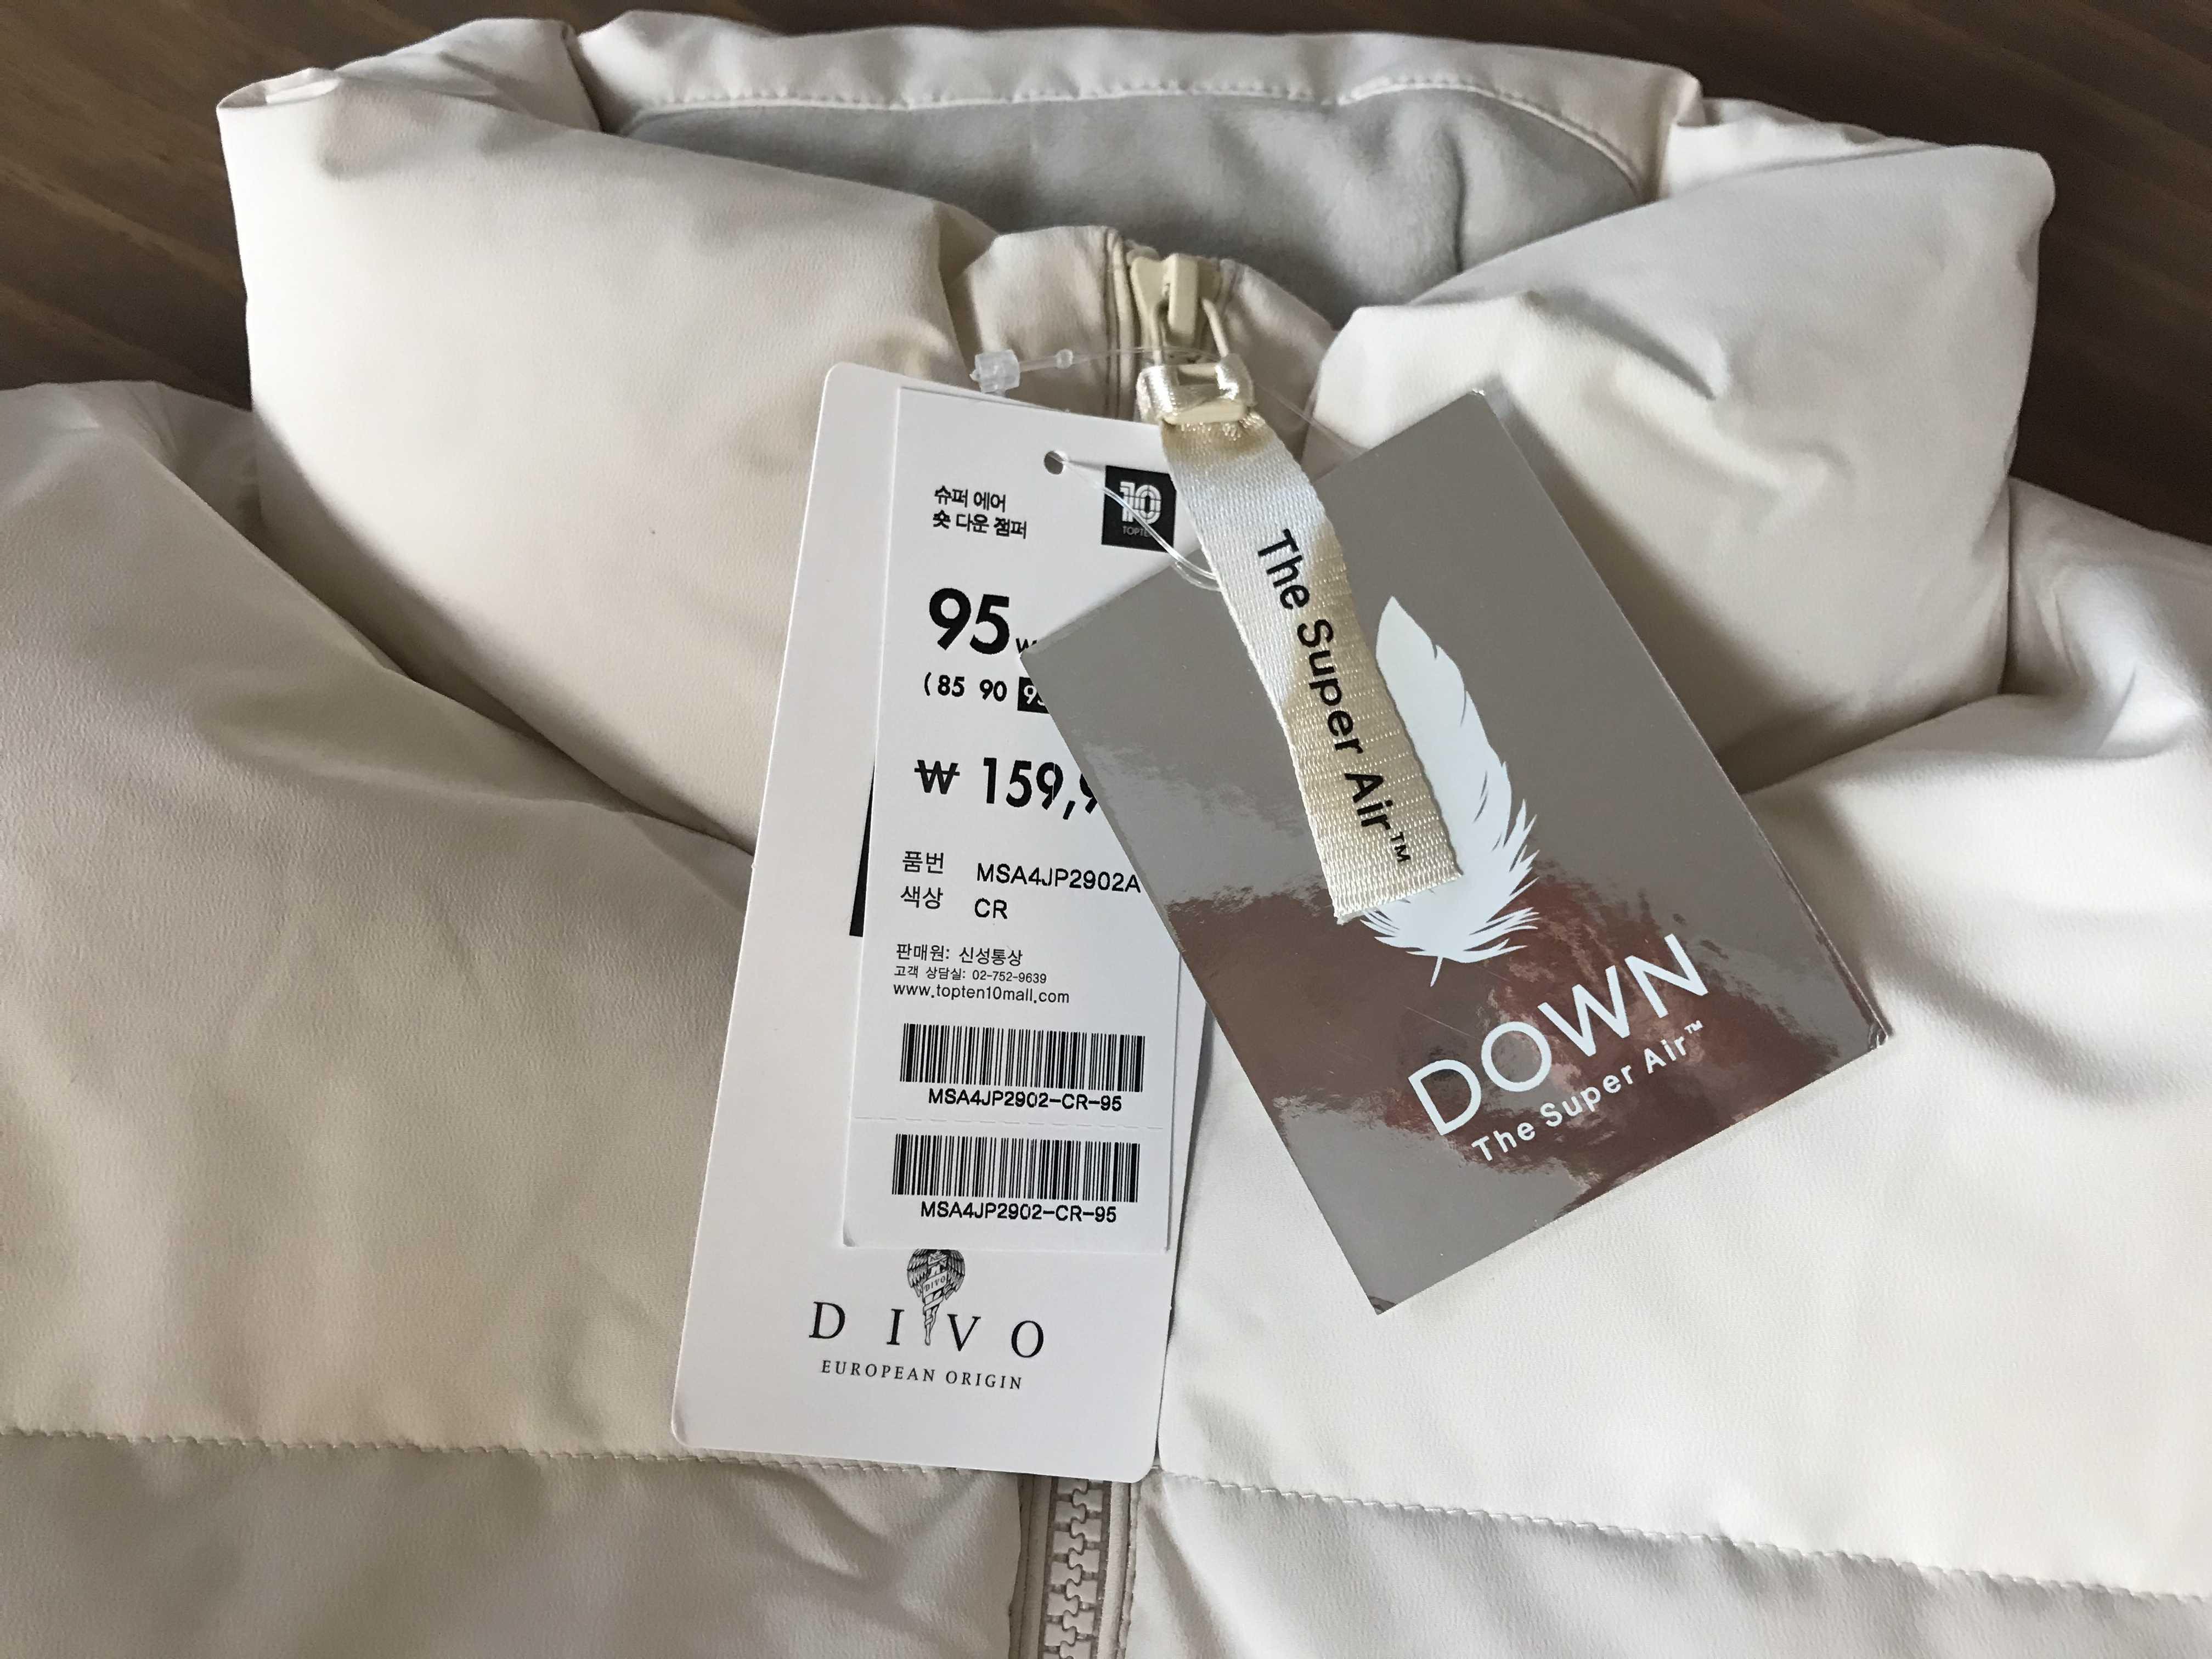 슈퍼 에어
숏 다운 점퍼
10
95
(85 90
₩ 159,9
품번 MSA4JP2902A
색상 CR
판매원: 신성통상
고객 상담실: 02-752-9639
www.topten10mall.com
MSA4JP2902-CR-95
MSA4JP2902-CR-95
DIVO
DIVO
EUROPEAN ORIGIN
The Super Air™
DOWN
The Super Air™